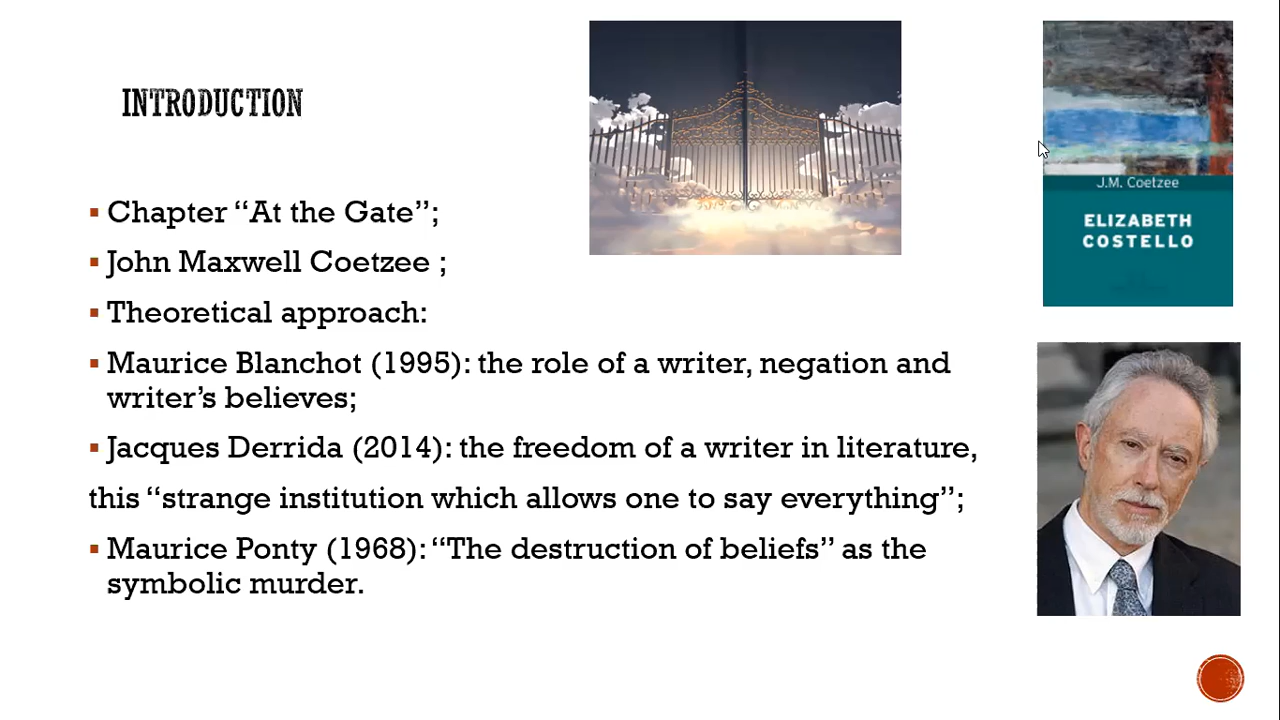 INTRODUCTION
Chapter “At the Gate”;
John Maxwell Coetzee ;
Theoretical approach:
Maurice Blanchot (1995): the role of a writer, negation and
writer’s believes;
Jacques Derrida (2014): the freedom of a writer in literature,
this “strange institution which allows one to say everything”;
Maurice Ponty (1968): “The destruction of beliefs” as the
symbolic murder.
J.M. Coetzee
ELIZABETH
COSTELLO